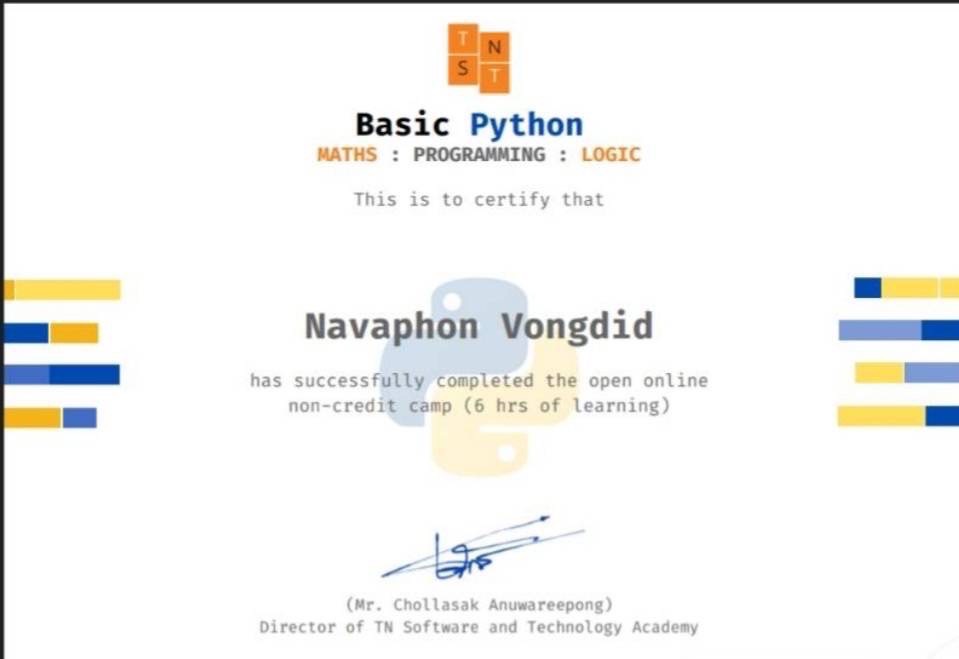 T N
S T
Basic Python
MATHS : PROGRAMMING : LOGIC
This is to certify that
Navaphon Vongdid
has successfully completed the open online
non-credit camp (6 hrs of learning)
(Mr. Chollasak Anuwareepong)
Director of TN Software and Technology Academy